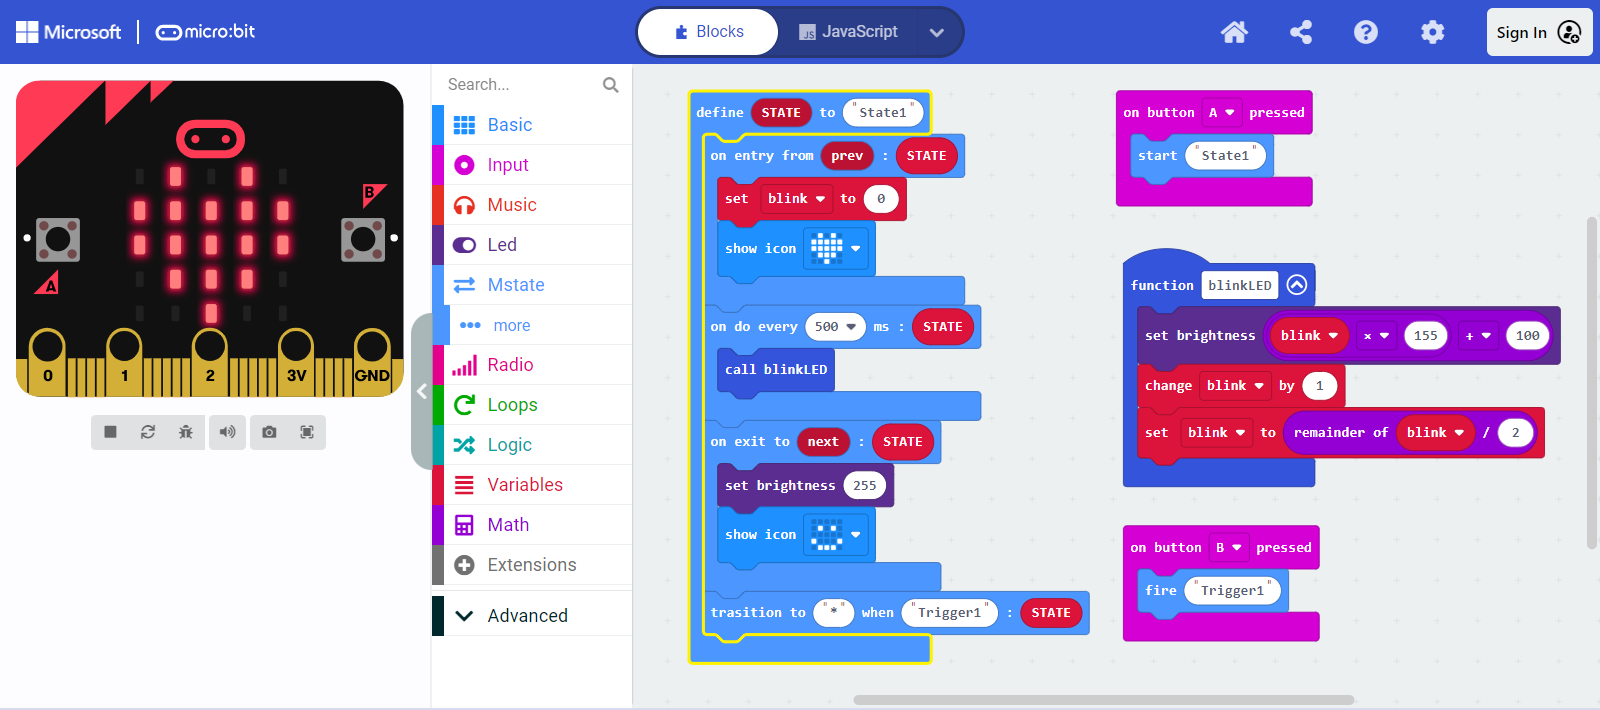 Microsoft | micro:bit
Blocks
JS JavaScript
Sign In
B
A
0 1 2 3V GND
Search...
Basic
Input
Music
Led
Mstate
more
Radio
Loops
Logic
Variables
Math
Extensions
Advanced
define STATE to "State1"
on entry from prev : STATE
set blink to 0
show icon
on do every 500 ms : STATE
call blinkLED
on exit to next : STATE
set brightness 255
show icon
trasition to "*" when "Trigger1" : STATE
on button A pressed
start "State1"
function blinkLED
set brightness blink × 155 + 100
change blink by 1
set blink to remainder of blink / 2
on button B pressed
fire "Trigger1"